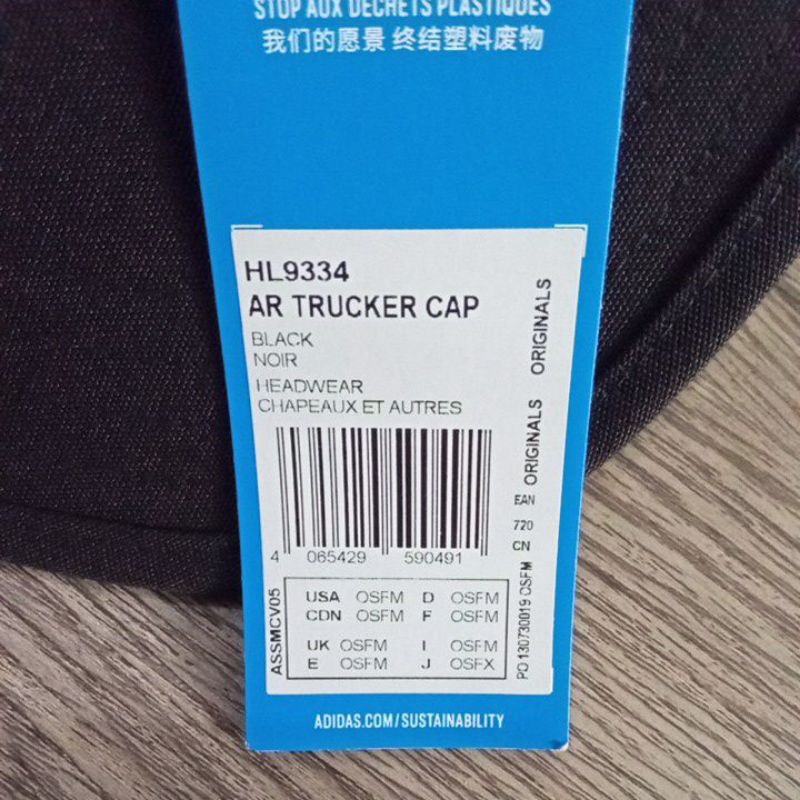 STOP AUX DÉCHETS PLASTIQUES
我们的愿景 终结塑料废物
HL9334
AR TRUCKER CAP
BLACK
NOIR
HEADWEAR
CHAPEAUX ET AUTRES
ORIGINALS
ORIGINALS
EAN
720
CN
PO 130730019 CSFM
4 065429 590491
ASSMCV05
USA OSFM D OSFM
CDN OSFM F OSFM
UK OSFM I OSFM
E OSFM J OSFX
ADIDAS.COM/SUSTAINABILITY